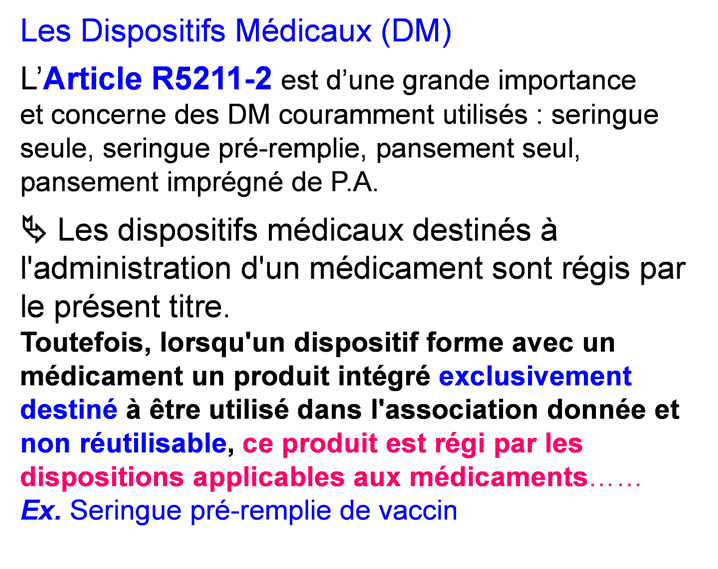 Les Dispositifs Médicaux (DM)
L’Article R5211-2 est d’une grande importance
et concerne des DM couramment utilisés : seringue
seule, seringue pré-remplie, pansement seul,
pansement imprégné de P.A.
⮱ Les dispositifs médicaux destinés à
l'administration d'un médicament sont régis par
le présent titre.
Toutefois, lorsqu'un dispositif forme avec un
médicament un produit intégré exclusivement
destiné à être utilisé dans l'association donnée et
non réutilisable, ce produit est régi par les
dispositions applicables aux médicaments……
Ex. Seringue pré-remplie de vaccin